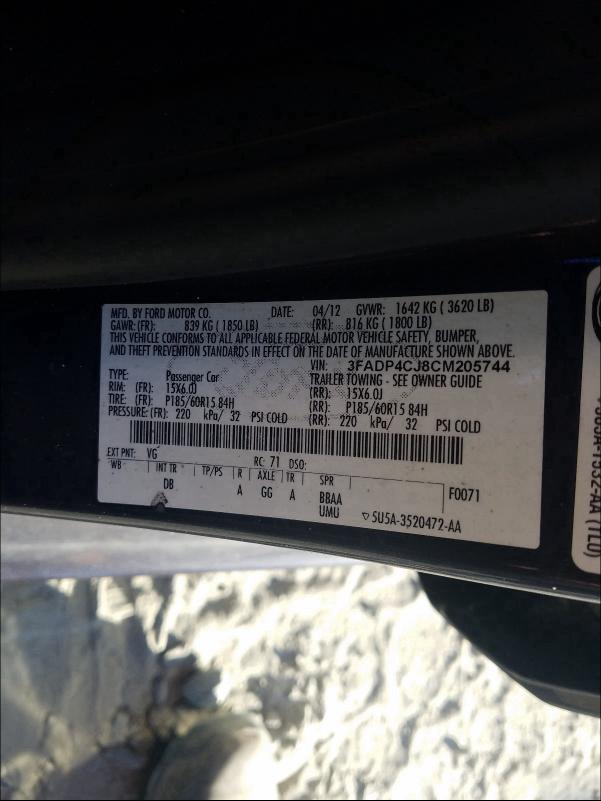 MFD. BY FORD MOTOR CO. DATE: 04/12 GVWR: 1642 KG ( 3620 LB)
GAWR: (FR): 839 KG ( 1850 LB) (RR): 816 KG ( 1800 LB)
THIS VEHICLE CONFORMS TO ALL APPLICABLE FEDERAL MOTOR VEHICLE SAFETY, BUMPER,
AND THEFT PREVENTION STANDARDS IN EFFECT ON THE DATE OF MANUFACTURE SHOWN ABOVE.
VIN: 3FADP4CJ8CM205744
TYPE: Passenger Car TRAILER TOWING - SEE OWNER GUIDE
RIM: (FR): 15X6.0J (RR): 15X6.0J
TIRE: (FR): P185/60R15 84H (RR): P185/60R15 84H
PRESSURE: (FR): 220 kPa/ 32 PSI COLD (RR): 220 kPa/ 32 PSI COLD
EXT PNT: VG RC: 71 DSO:
WB INT TR TP/PS R AXLE TR SPR
DB A GG A BBAA F0071
UMU ▽ 5U5A-3520472-AA